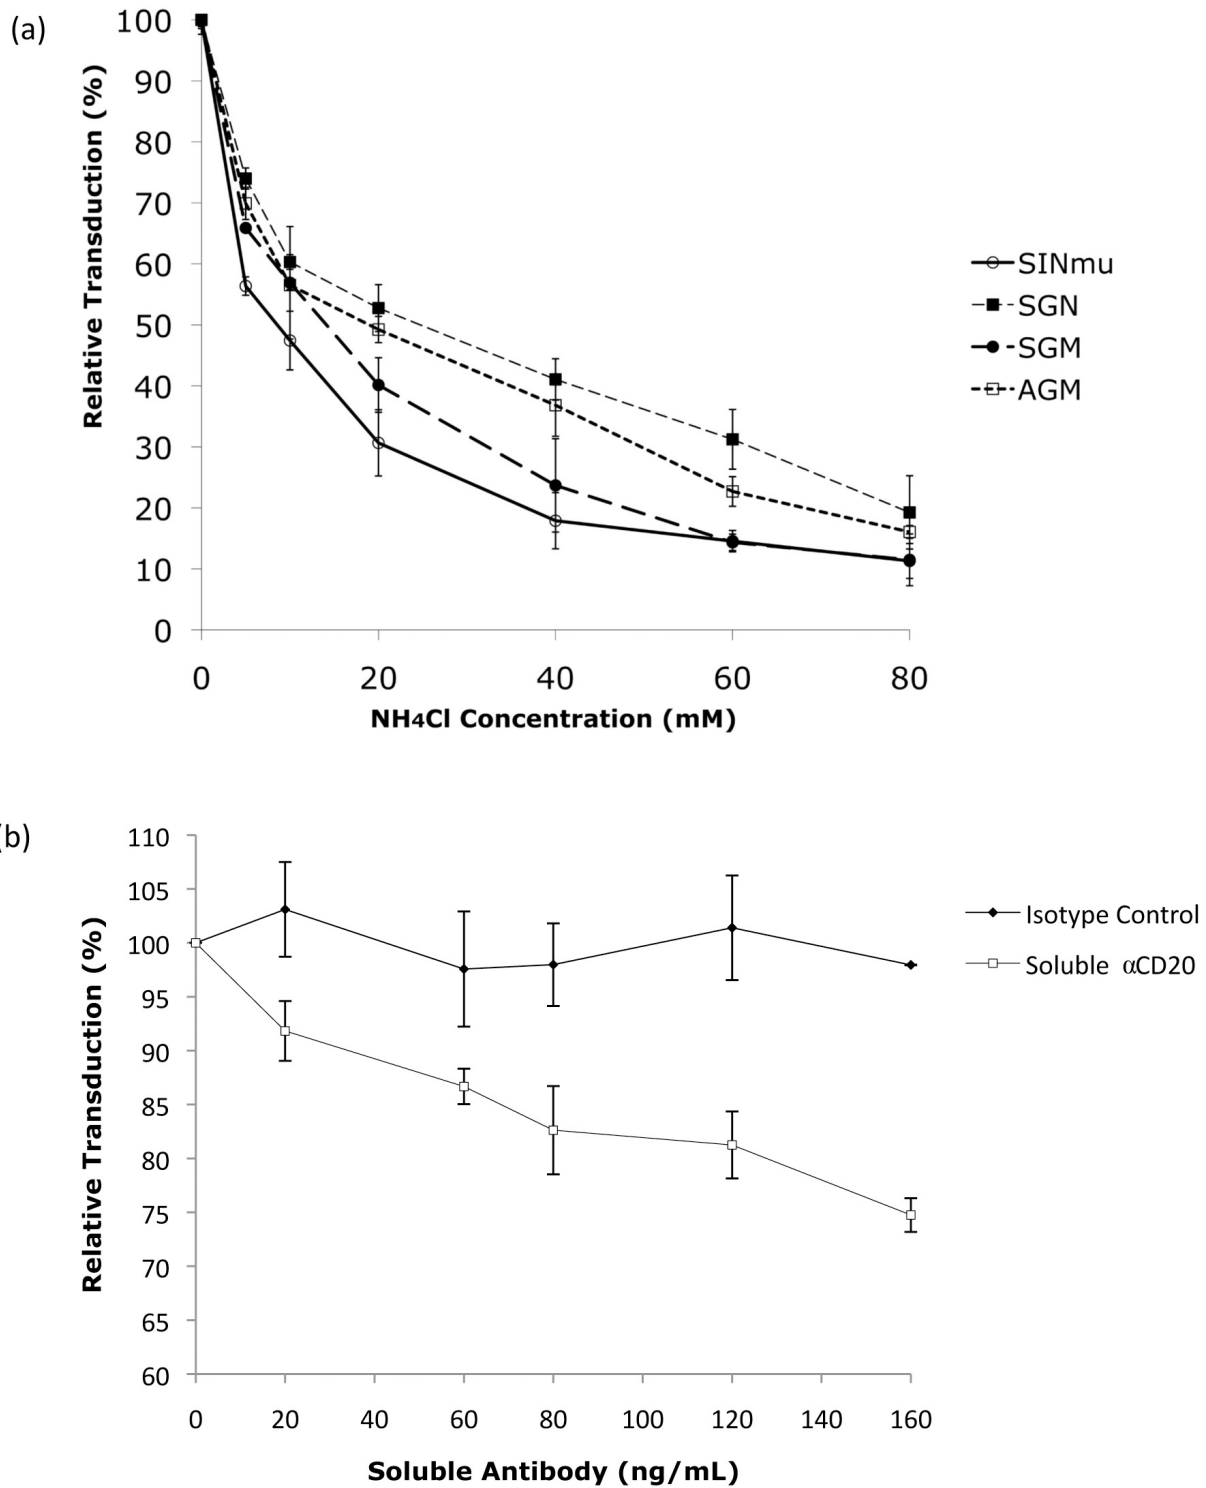 (a)
100
90
80
70
60
50
40
30
20
10
0
Relative Transduction (%)
0 20 40 60 80
NH4Cl Concentration (mM)
SINmu
SGN
SGM
AGM
(b)
110
105
100
95
90
85
80
75
70
65
60
Relative Transduction (%)
0 20 40 60 80 100 120 140 160
Soluble Antibody (ng/mL)
Isotype Control
Soluble αCD20